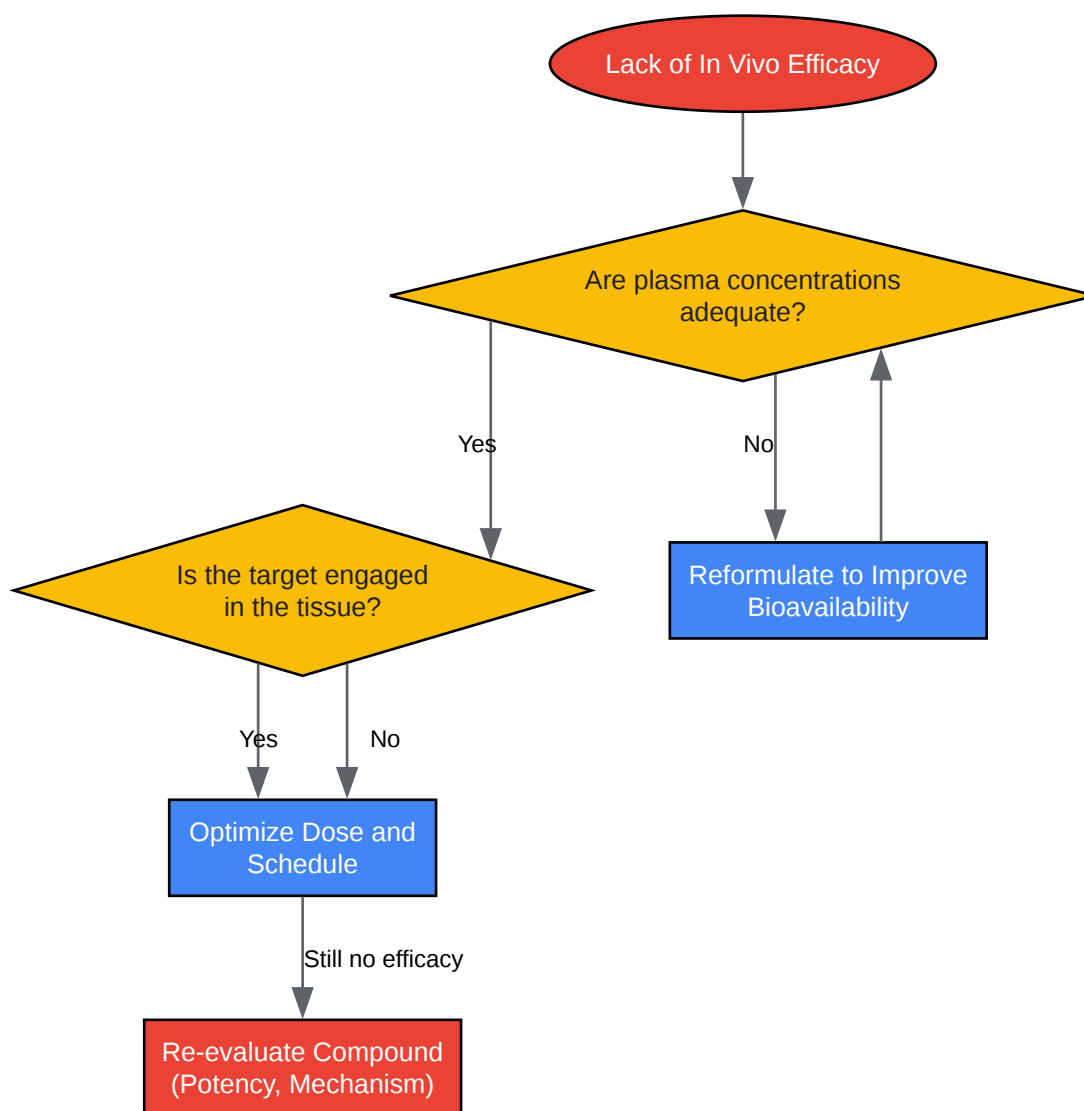 Lack of In Vivo Efficacy
Are plasma concentrations
adequate?
Yes
No
Is the target engaged
in the tissue?
Reformulate to Improve
Bioavailability
Yes
No
Optimize Dose and
Schedule
Still no efficacy
Re-evaluate Compound
(Potency, Mechanism)